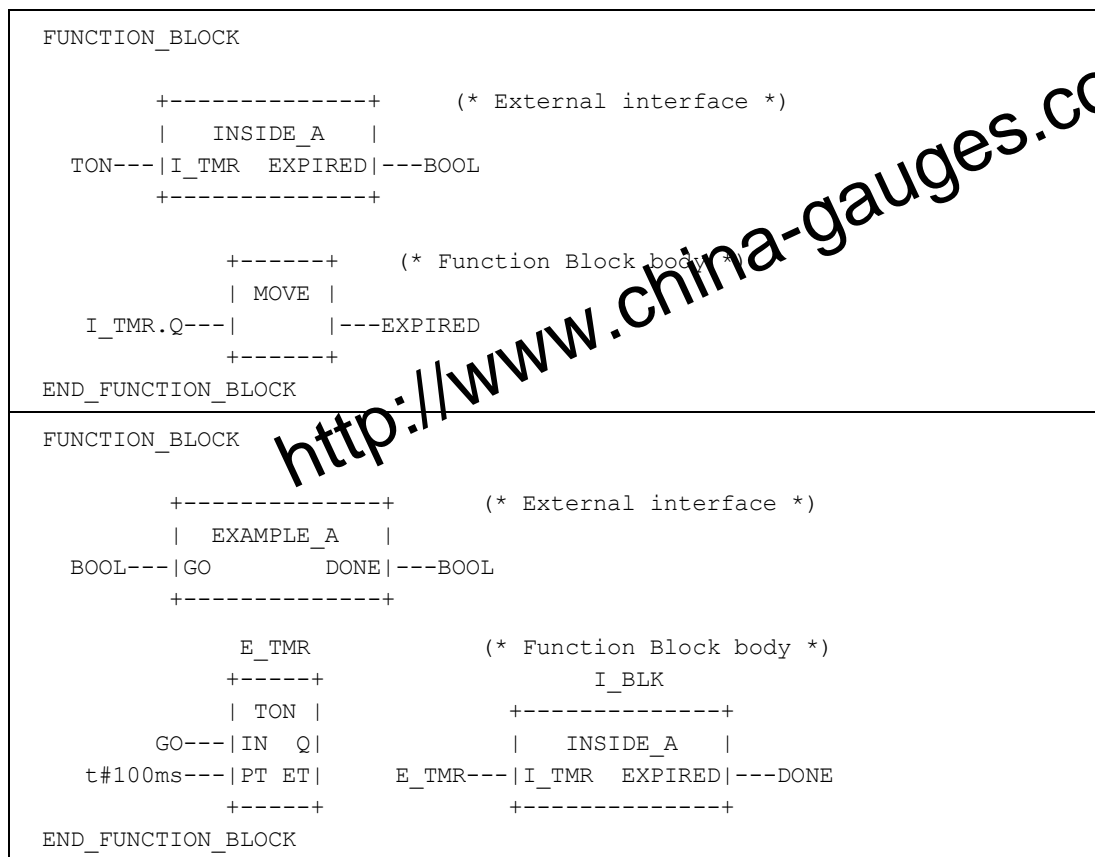 FUNCTION_BLOCK
+--------------+ (* External interface *)
| INSIDE_A |
TON---|I_TMR EXPIRED|---BOOL
+--------------+
+------+ (* Function Block body *)
| MOVE |
I_TMR.Q---| |---EXPIRED
+------+
END_FUNCTION_BLOCK
FUNCTION_BLOCK
+--------------+ (* External interface *)
| EXAMPLE_A |
BOOL---|GO DONE|---BOOL
+--------------+
E_TMR (* Function Block body *)
+-----+ I_BLK
| TON | +--------------+
GO---|IN Q| | INSIDE_A |
t#100ms---|PT ET| E_TMR---|I_TMR EXPIRED|---DONE
+-----+ +--------------+
END_FUNCTION_BLOCK
http://www.china-gauges.co